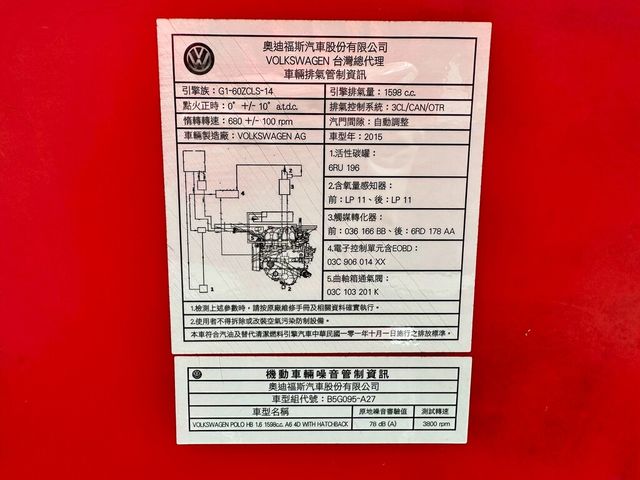 奧迪福斯汽車股份有限公司
VOLKSWAGEN 台灣總代理
車輛排氣管制資訊
引擎族：G1-60ZCLS-14 引擎排氣量：1598 c.c.
點火正時：0° +/- 10° a.t.d.c. 排氣控制系統：3CL/CAN/OTR
惰轉轉速：680 +/- 100 rpm 汽門間隙：自動調整
車輛製造廠：VOLKSWAGEN AG 車型年：2015
1.活性碳罐：
6RU 196
2.含氧量感知器：
前：LP 11、後：LP 11
3.觸媒轉化器：
前：036 166 BB、後：6RD 178 AA
4.電子控制單元含EOBD：
03C 906 014 XX
5.曲軸箱通氣閥：
03C 103 201 K
1.檢測上述參數時，請按原廠維修手冊及相關資料確實執行。
2.使用者不得拆除或改裝空氣污染防制設備。
本車符合汽油及替代清潔燃料引擎汽車中華民國一○一年十月一日施行之排放標準。
機動車輛噪音管制資訊
奧迪福斯汽車股份有限公司
車型組代號：B5G095-A27
車型名稱 原地噪音審驗值 測試轉速
VOLKSWAGEN POLO HB 1.6 1598c.c. A6 4D WITH HATCHBACK 78 dB (A) 3800 rpm